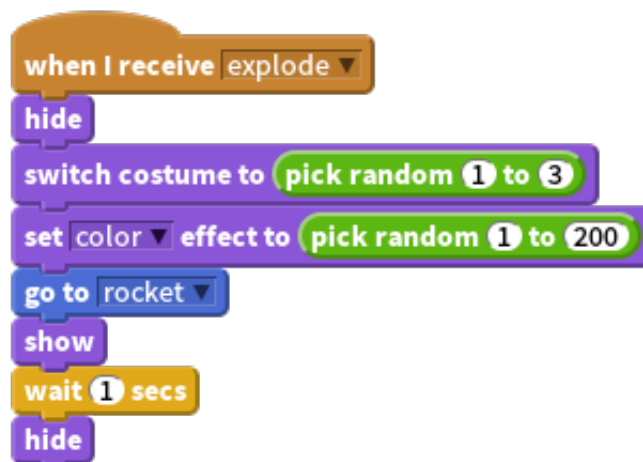 when I receive explode
hide
switch costume to pick random 1 to 3
set color effect to pick random 1 to 200
go to rocket
show
wait 1 secs
hide